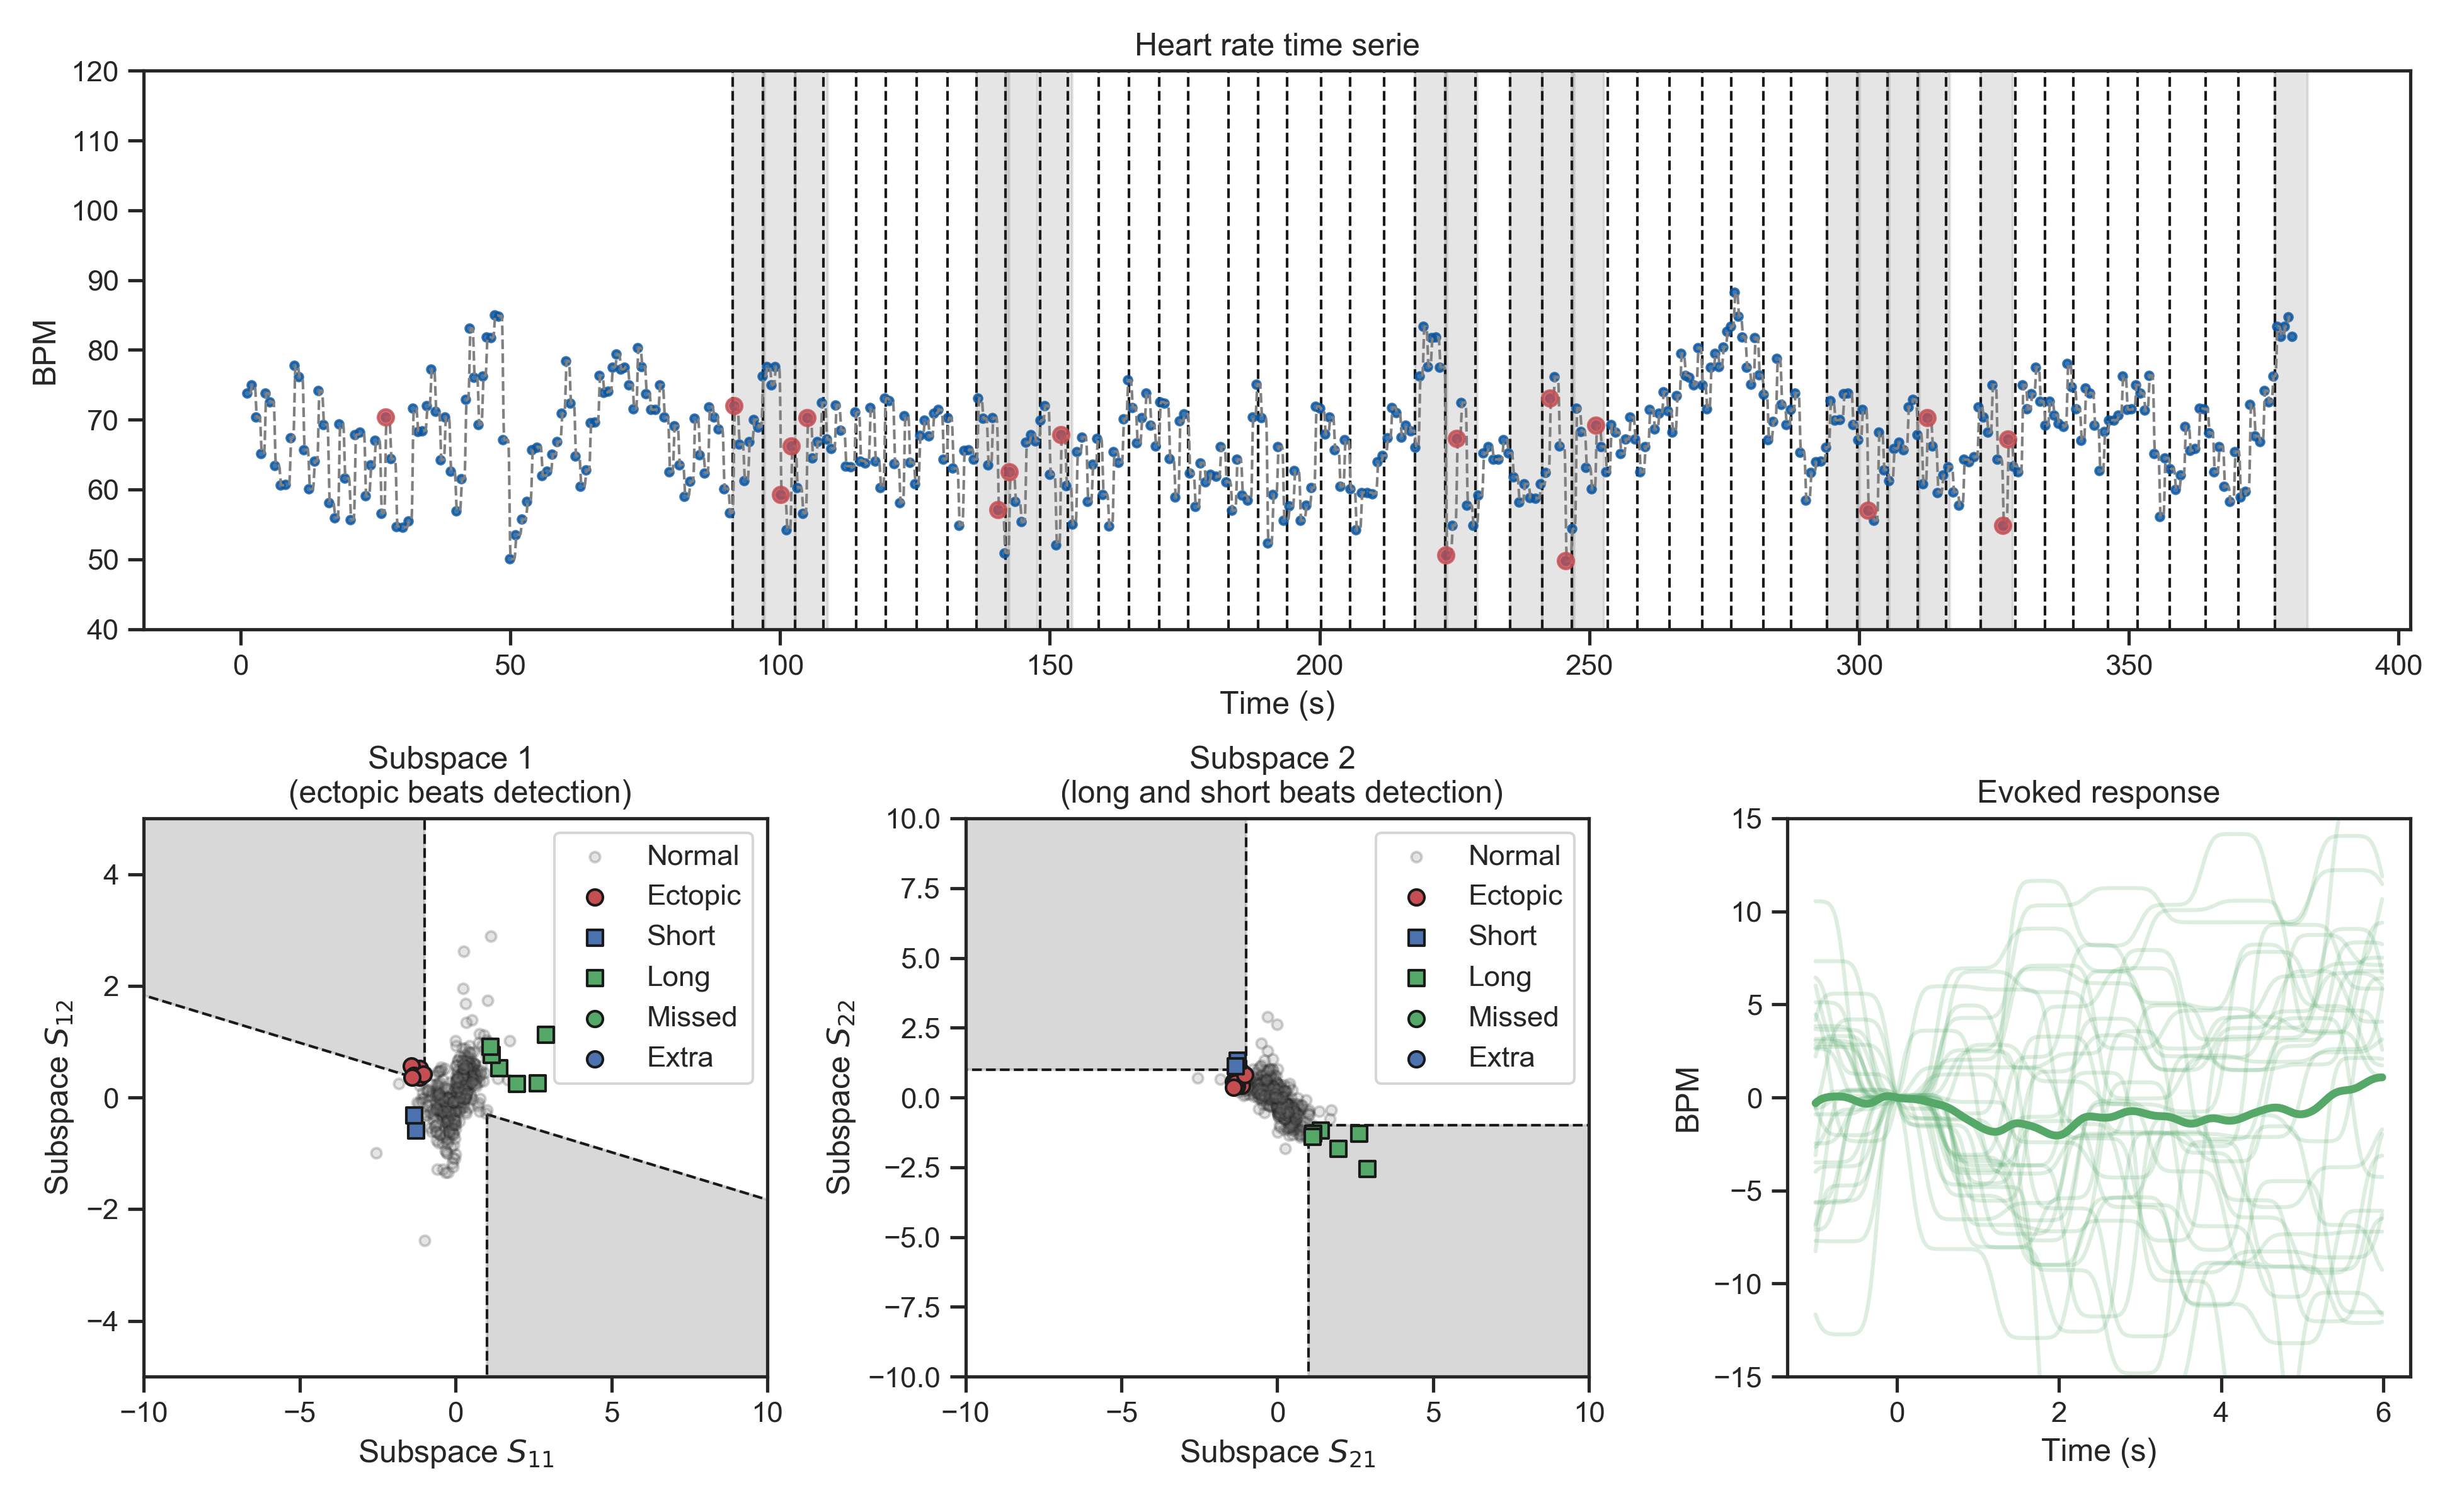 Heart rate time serie
120
110
100
90
80
70
60
50
40
BPM
0 50 100 150 200 250 300 350 400
Time (s)
Subspace 1
(ectopic beats detection)
4
2
0
−2
−4
Subspace S12
−10 −5 0 5 10
Subspace S11
Normal
Ectopic
Short
Long
Missed
Extra
Subspace 2
(long and short beats detection)
10.0
7.5
5.0
2.5
0.0
−2.5
−5.0
−7.5
−10.0
Subspace S22
−10 −5 0 5 10
Subspace S21
Normal
Ectopic
Short
Long
Missed
Extra
Evoked response
15
10
5
0
−5
−10
−15
BPM
0 2 4 6
Time (s)